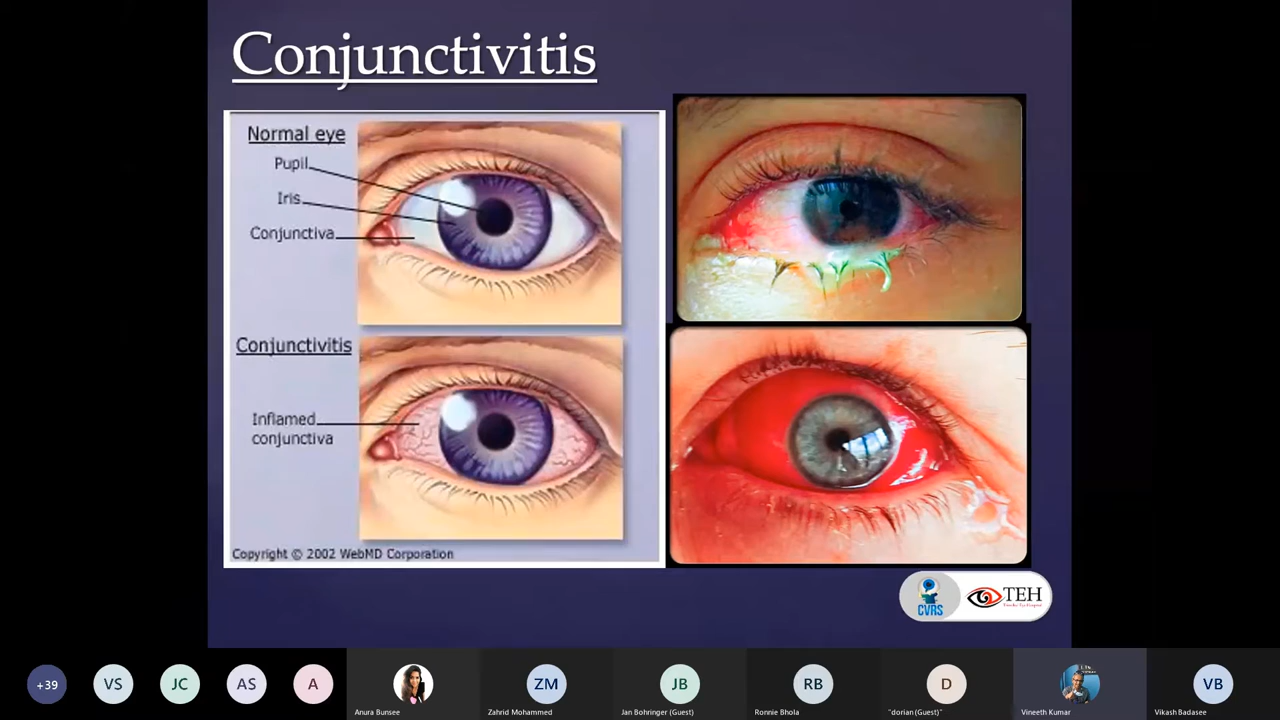 Conjunctivitis
Normal eye
Pupil
Iris
Conjunctiva
Conjunctivitis
Inflamed
conjunctiva
Copyright © 2002 WebMD Corporation
CVRS
TEH
+39
VS
JC
AS
A
Anura Bunsee
ZM
Zahrid Mohammed
JB
Jan Bohringer (Guest)
RB
Ronnie Bhola
D
"dorian (Guest)"
Vineeth Kumar
VB
Vikash Badasee